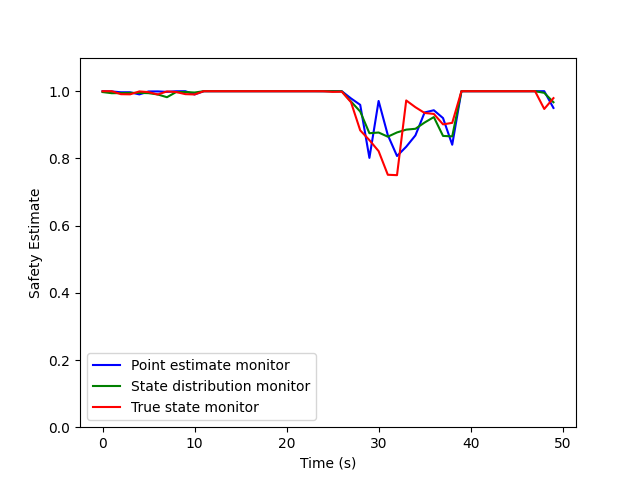 1.0
0.8
0.6
0.4
0.2
0.0
Safety Estimate
Point estimate monitor
State distribution monitor
True state monitor
0 10 20 30 40 50
Time (s)